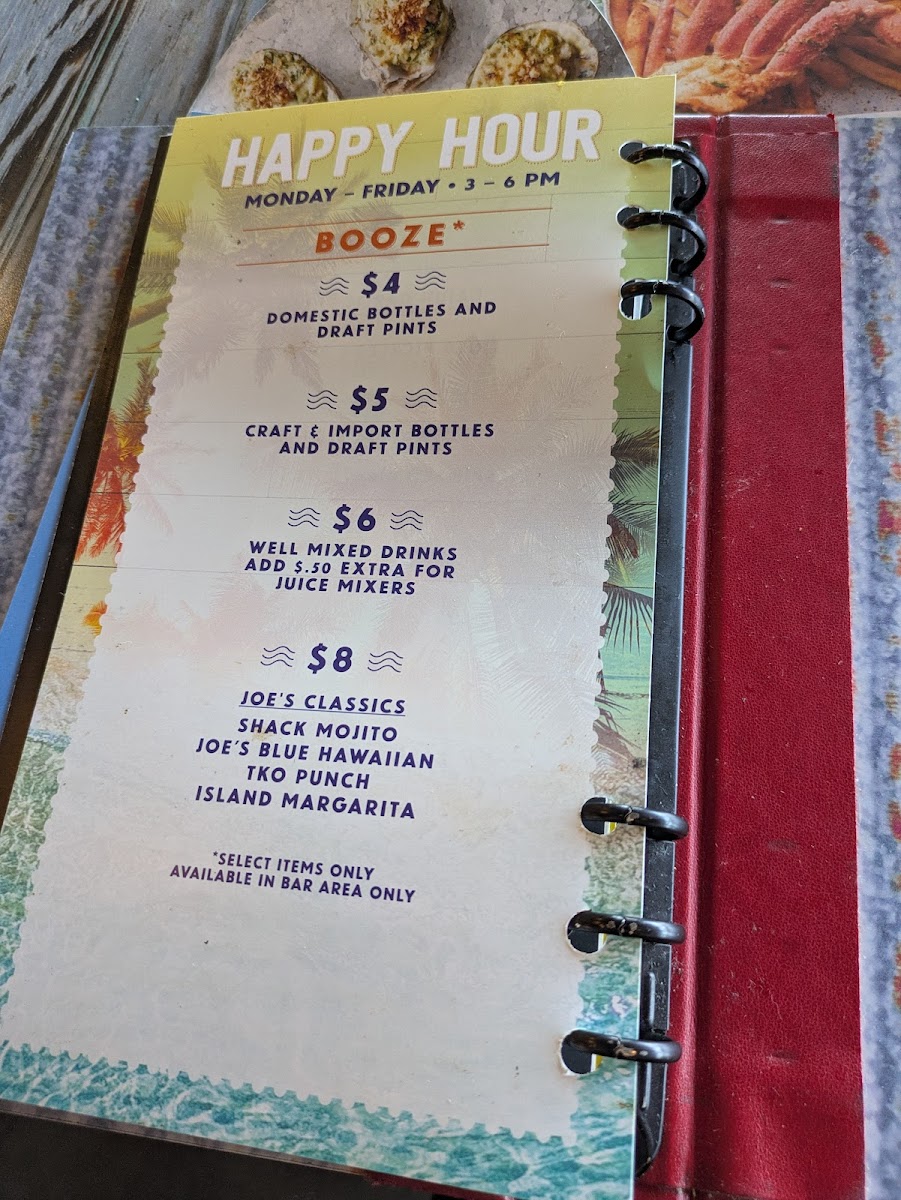 HAPPY HOUR
MONDAY – FRIDAY • 3 – 6 PM
BOOZE*
$4
DOMESTIC BOTTLES AND
DRAFT PINTS
$5
CRAFT & IMPORT BOTTLES
AND DRAFT PINTS
$6
WELL MIXED DRINKS
ADD $.50 EXTRA FOR
JUICE MIXERS
$8
JOE'S CLASSICS
SHACK MOJITO
JOE'S BLUE HAWAIIAN
TKO PUNCH
ISLAND MARGARITA
*SELECT ITEMS ONLY
AVAILABLE IN BAR AREA ONLY